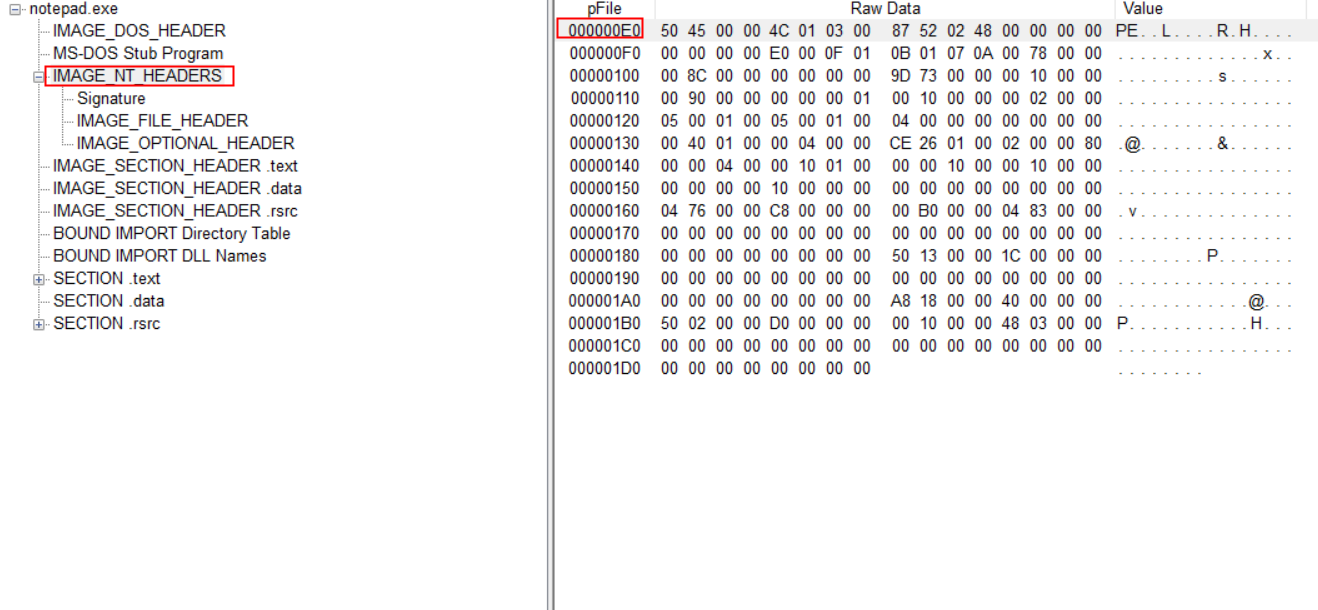 notepad.exe
IMAGE_DOS_HEADER
MS-DOS Stub Program
IMAGE_NT_HEADERS
Signature
IMAGE_FILE_HEADER
IMAGE_OPTIONAL_HEADER
IMAGE_SECTION_HEADER .text
IMAGE_SECTION_HEADER .data
IMAGE_SECTION_HEADER .rsrc
BOUND IMPORT Directory Table
BOUND IMPORT DLL Names
SECTION .text
SECTION .data
SECTION .rsrc
pFile Raw Data Value
000000E0 50 45 00 00 4C 01 03 00 87 52 02 48 00 00 00 00 PE..L....R.H....
000000F0 00 00 00 00 E0 00 0F 01 0B 01 07 0A 00 78 00 00 .............x..
00000100 00 8C 00 00 00 00 00 00 9D 73 00 00 00 10 00 00 .........s......
00000110 00 90 00 00 00 00 00 01 00 10 00 00 00 02 00 00 ................
00000120 05 00 01 00 05 00 01 00 04 00 00 00 00 00 00 00 ................
00000130 00 40 01 00 00 04 00 00 CE 26 01 00 02 00 00 80 .@.......&......
00000140 00 00 04 00 00 10 01 00 00 00 10 00 00 10 00 00 ................
00000150 00 00 00 00 10 00 00 00 00 00 00 00 00 00 00 00 ................
00000160 04 76 00 00 C8 00 00 00 00 B0 00 00 04 83 00 00 .v..............
00000170 00 00 00 00 00 00 00 00 00 00 00 00 00 00 00 00 ................
00000180 00 00 00 00 00 00 00 00 50 13 00 00 1C 00 00 00 ........P.......
00000190 00 00 00 00 00 00 00 00 00 00 00 00 00 00 00 00 ................
000001A0 00 00 00 00 00 00 00 00 A8 18 00 00 40 00 00 00 ............@...
000001B0 50 02 00 00 D0 00 00 00 00 10 00 00 48 03 00 00 P...........H...
000001C0 00 00 00 00 00 00 00 00 00 00 00 00 00 00 00 00 ................
000001D0 00 00 00 00 00 00 00 00 ........